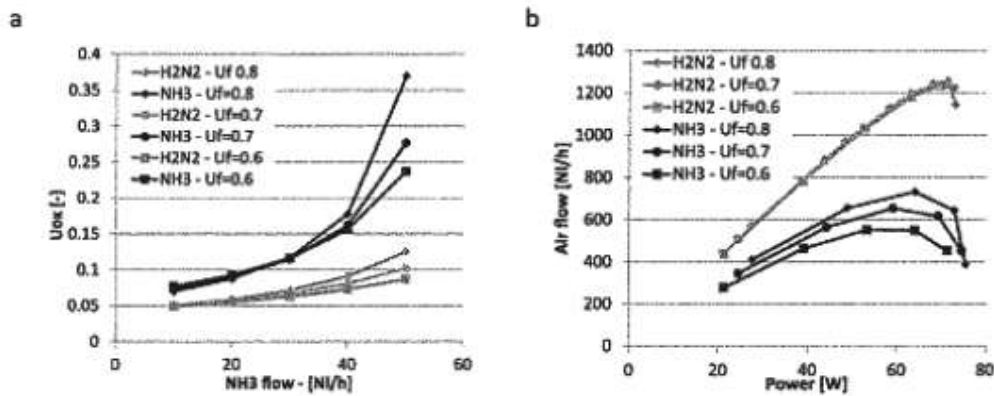 a
0.4
0.35
0.3
0.25
0.2
0.15
0.1
0.05
0
Uox [-]
H2N2 - Uf 0.8
NH3 - Uf=0.8
H2N2 - Uf=0.7
NH3 - Uf=0.7
H2N2 - Uf=0.6
NH3 - Uf=0.6
0 20 40 60
NH3 flow - [Nl/h]
b
1400
1200
1000
800
600
400
200
0
Air flow [Nl/h]
H2N2 - Uf 0.8
H2N2 - Uf=0.7
H2N2 - Uf=0.6
NH3 - Uf=0.8
NH3 - Uf=0.7
NH3 - Uf=0.6
0 20 40 60 80
Power [W]